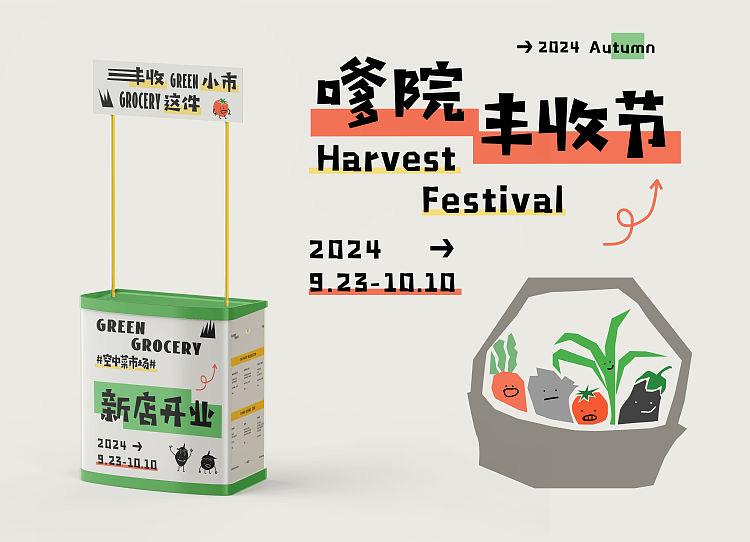 丰收 GREEN 小市
GROCERY 这件
GREEN
GROCERY
#空中菜市场#
新店开业
2024 →
9.23-10.10
→ 2024 Autumn
嗲院
丰收节
Harvest
Festival
2024 →
9.23-10.10